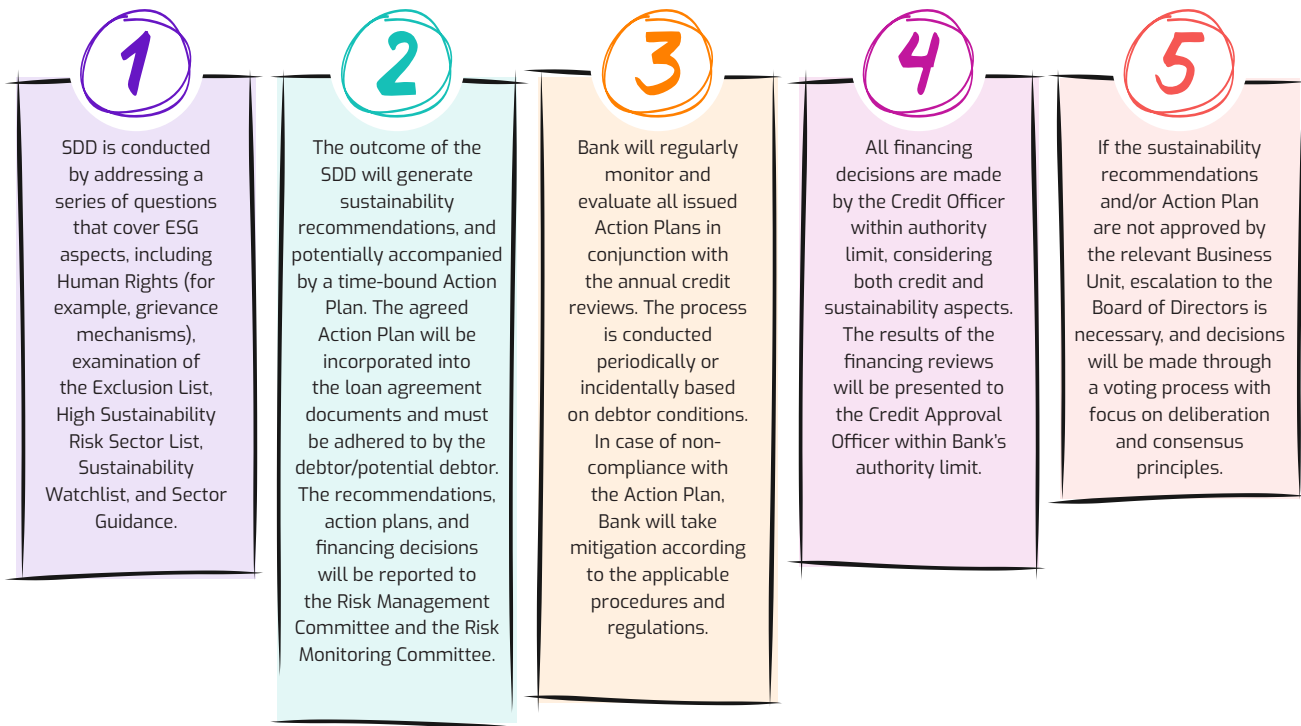 1
SDD is conducted
by addressing a
series of questions
that cover ESG
aspects, including
Human Rights (for
example, grievance
mechanisms),
examination of
the Exclusion List,
High Sustainability
Risk Sector List,
Sustainability
Watchlist, and Sector
Guidance.
2
The outcome of the
SDD will generate
sustainability
recommendations, and
potentially accompanied
by a time-bound Action
Plan. The agreed
Action Plan will be
incorporated into
the loan agreement
documents and must
be adhered to by the
debtor/potential debtor.
The recommendations,
action plans, and
financing decisions
will be reported to
the Risk Management
Committee and the Risk
Monitoring Committee.
3
Bank will regularly
monitor and
evaluate all issued
Action Plans in
conjunction with
the annual credit
reviews. The process
is conducted
periodically or
incidentally based
on debtor conditions.
In case of non-
compliance with
the Action Plan,
Bank will take
mitigation according
to the applicable
procedures and
regulations.
4
All financing
decisions are made
by the Credit Officer
within authority
limit, considering
both credit and
sustainability aspects.
The results of the
financing reviews
will be presented to
the Credit Approval
Officer within Bank's
authority limit.
5
If the sustainability
recommendations
and/or Action Plan
are not approved by
the relevant Business
Unit, escalation to the
Board of Directors is
necessary, and decisions
will be made through
a voting process with
focus on deliberation
and consensus
principles.